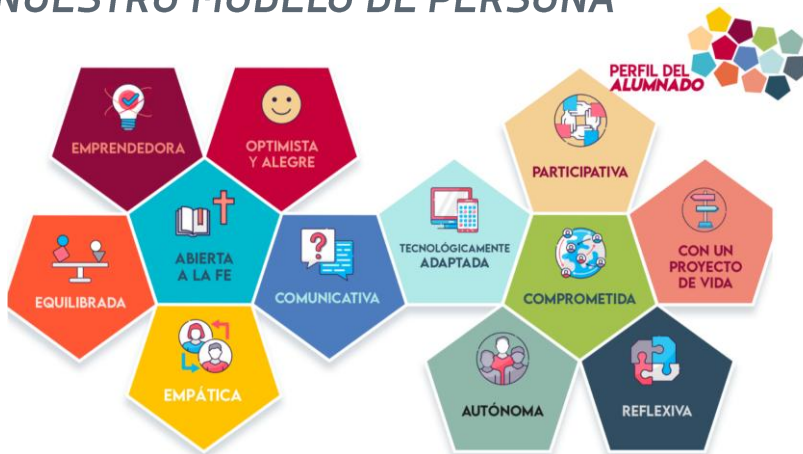 NUESTRO MODELO DE PERSONA
PERFIL DEL
ALUMNADO
EMPRENDEDORA
OPTIMISTA
Y ALEGRE
PARTICIPATIVA
ABIERTA
A LA FE
TECNOLÓGICAMENTE
ADAPTADA
CON UN
PROYECTO
DE VIDA
EQUILIBRADA
COMUNICATIVA
COMPROMETIDA
EMPÁTICA
AUTÓNOMA
REFLEXIVA